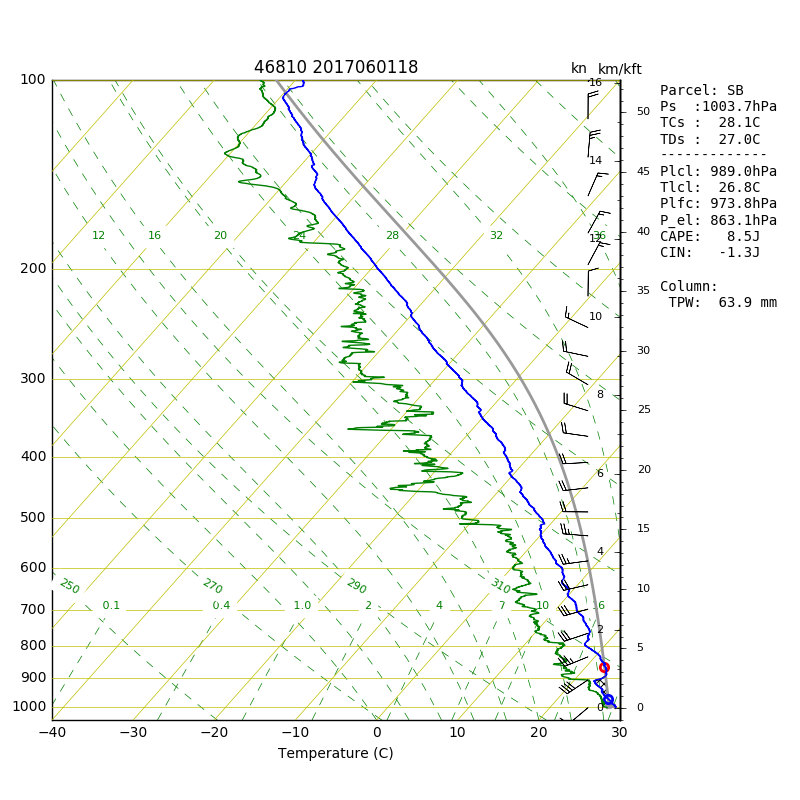 46810 2017060118
kn km/kft
Parcel: SB
Ps  :1003.7hPa
TCs :  28.1C
TDs :  27.0C
-------------
Plcl: 989.0hPa
Tlcl:  26.8C
Plfc: 973.8hPa
P_el: 863.1hPa
CAPE:   8.5J
CIN:   -1.3J
Column:
TPW:  63.9 mm
100
200
300
400
500
600
700
800
900
1000
12 16 20 24 28 32 36
250 270 290 310
0.1 0.4 1.0 2 4 7 10 6
16
14
12
10
8
6
4
2
0
50
45
40
35
30
25
20
15
10
5
0
−40 −30 −20 −10 0 10 20 30
Temperature (C)